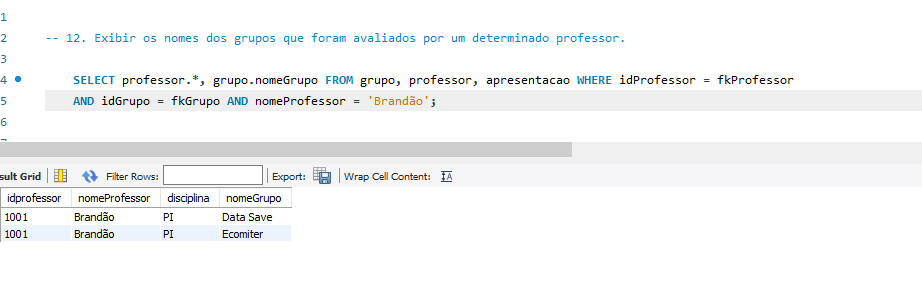 1
2 -- 12. Exibir os nomes dos grupos que foram avaliados por um determinado professor.
3
4 SELECT professor.*, grupo.nomeGrupo FROM grupo, professor, apresentacao WHERE idProfessor = fkProfessor
5 AND idGrupo = fkGrupo AND nomeProfessor = 'Brandão';
6
sult Grid Filter Rows: Export: Wrap Cell Content: IA
idprofessor nomeProfessor disciplina nomeGrupo
1001 Brandão PI Data Save
1001 Brandão PI Ecomiter